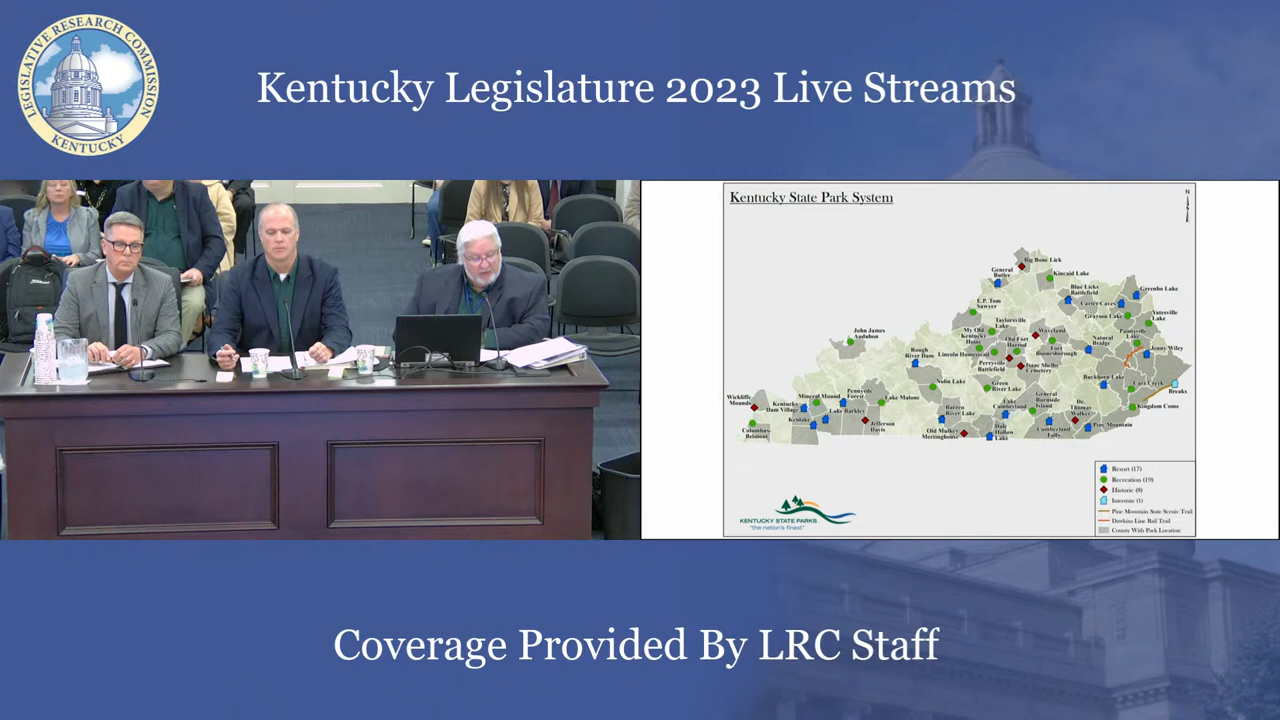 LEGISLATIVE RESEARCH COMMISSION
KENTUCKY
Kentucky Legislature 2023 Live Streams
Kentucky State Park System
N
Big Bone Lick
General
Butler
Kincaid Lake
Blue Licks
Battlefield
Greenbo Lake
Carter Caves
E.P. Tom
Sawyer
Grayson Lake
Yatesville
Lake
Taylorsville
Lake
John James
Audubon
My Old
Kentucky
Home
Old Fort
Harrod
Waveland
Paintsville
Lake
Fort
Boonesborough
Natural
Bridge
Jenny Wiley
Rough
River Dam
Lincoln Homestead
Perryville
Battlefield
Isaac Shelby
Cemetery
Buckhorn Lake
Carr Creek
Breaks
Nolin Lake
Green
River Lake
Kingdom Come
Wickliffe
Mounds
Kentucky
Dam Village
Mineral Mound
Pennyrile
Forest
Lake Malone
Barren
River Lake
Lake
Cumberland
General
Burnside
Island
Dr.
Thomas
Walker
Kenlake
Lake Barkley
Jefferson
Davis
Columbus-
Belmont
Old Mulkey
Meetinghouse
Dale
Hollow
Lake
Cumberland
Falls
Pine Mountain
Resort (17)
Recreation (19)
Historic (8)
Interstate (1)
Pine Mountain State Scenic Trail
Dawkins Line Rail Trail
County With Park Location
KENTUCKY STATE PARKS
"the nation's finest"
Coverage Provided By LRC Staff